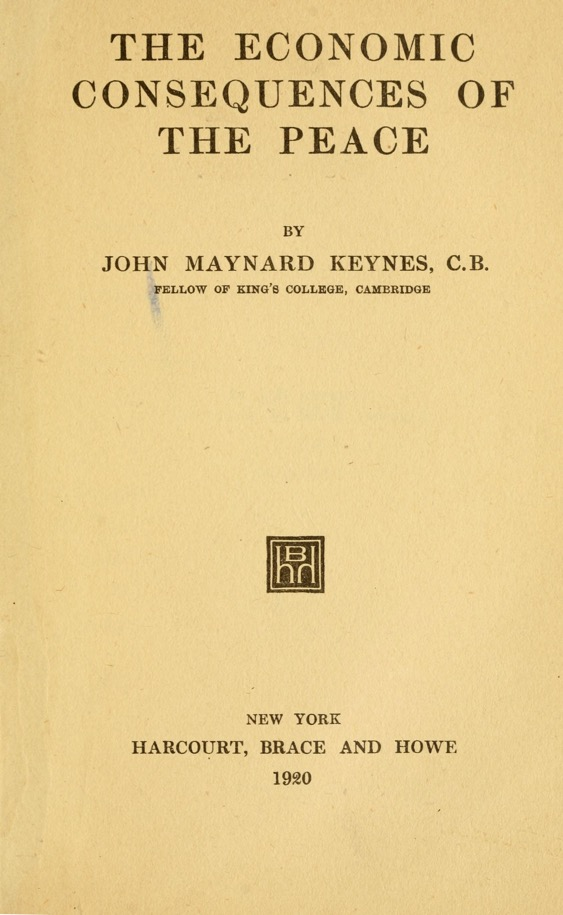 THE ECONOMIC
CONSEQUENCES OF
THE PEACE
BY
JOHN MAYNARD KEYNES, C.B.
FELLOW OF KING'S COLLEGE, CAMBRIDGE
HBH
NEW YORK
HARCOURT, BRACE AND HOWE
1920